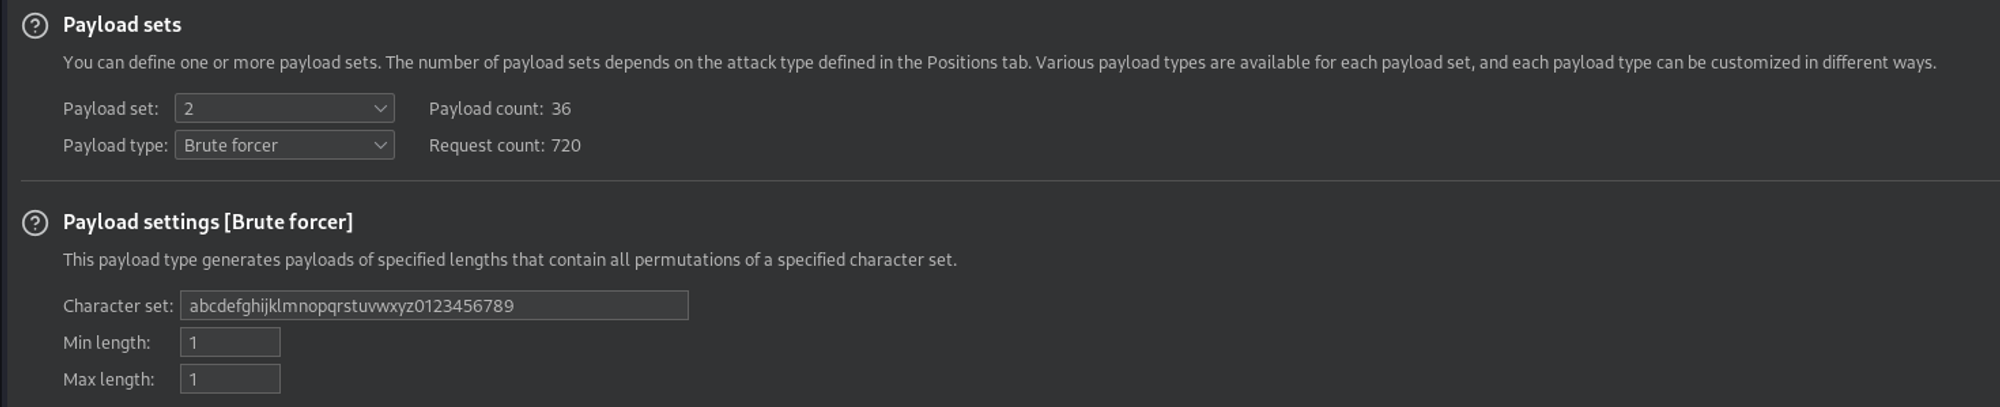 Payload sets
You can define one or more payload sets. The number of payload sets depends on the attack type defined in the Positions tab. Various payload types are available for each payload set, and each payload type can be customized in different ways.
Payload set: 2 Payload count: 36
Payload type: Brute forcer Request count: 720
Payload settings [Brute forcer]
This payload type generates payloads of specified lengths that contain all permutations of a specified character set.
Character set: abcdefghijklmnopqrstuvwxyz0123456789
Min length: 1
Max length: 1